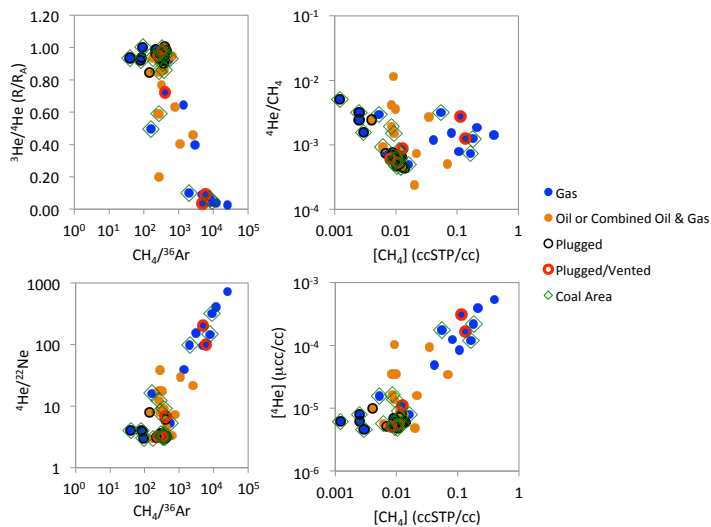 ³He/⁴He (R/R_A)
1.20
1.00
0.80
0.60
0.40
0.20
0.00
10⁰ 10¹ 10² 10³ 10⁴ 10⁵
CH₄/³⁶Ar
⁴He/CH₄
10⁻¹
10⁻²
10⁻³
10⁻⁴
0.001 0.01 0.1 1
[CH₄] (ccSTP/cc)
Gas
Oil or Combined Oil & Gas
Plugged
Plugged/Vented
Coal Area
⁴He/²²Ne
1000
100
10
1
10⁰ 10¹ 10² 10³ 10⁴ 10⁵
CH₄/³⁶Ar
[⁴He] (μcc/cc)
10⁻³
10⁻⁴
10⁻⁵
10⁻⁶
0.001 0.01 0.1 1
[CH₄] (ccSTP/cc)